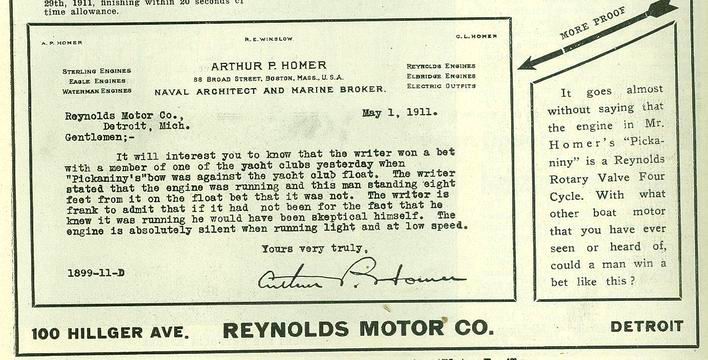 29th, 1911, finishing within 20 seconds of
time allowance.
A. P. HOMER
R. E. WINSLOW
C. L. HOMER
ARTHUR P. HOMER
88 BROAD STREET, BOSTON, MASS., U. S. A.
NAVAL ARCHITECT AND MARINE BROKER.
STERLING ENGINES
EAGLE ENGINES
WATERMAN ENGINES
REYNOLDS ENGINES
ELBRIDGE ENGINES
ELECTRIC OUTFITS
Reynolds Motor Co.,
May 1, 1911.
Detroit, Mich.
Gentlemen;-
It will interest you to know that the writer won a bet
with a member of one of the yacht clubs yesterday when
"Pickaniny's"bow was against the yacht club float. The writer
stated that the engine was running and this man standing eight
feet from it on the float bet that it was not. The writer is
frank to admit that if it had not been for the fact that he
knew it was running he would have been skeptical himself. The
engine is absolutely silent when running light and at low speed.
Yours very truly,
1899-11-D
Arthur P. Homer
MORE PROOF
It goes almost
without saying that
the engine in Mr.
Homer's "Picka-
niny" is a Reynolds
Rotary Valve Four
Cycle. With what
other boat motor
that you have ever
seen or heard of,
could a man win a
bet like this?
100 HILLGER AVE. REYNOLDS MOTOR CO. DETROIT